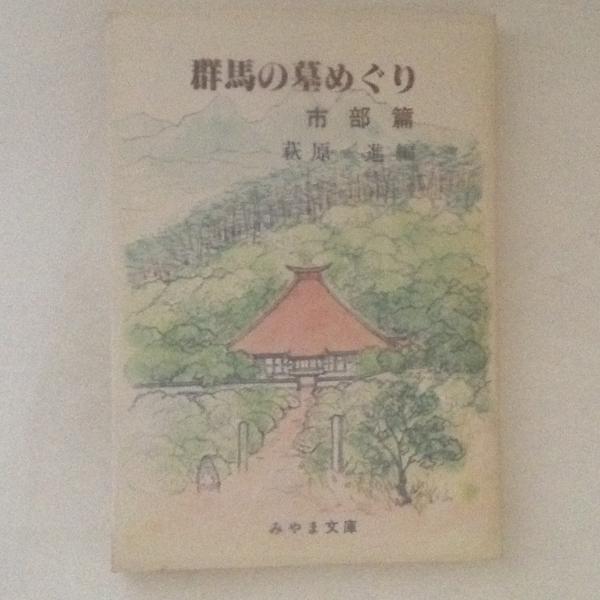 群馬の墓めぐり
市部篇
萩原進編
みやま文庫